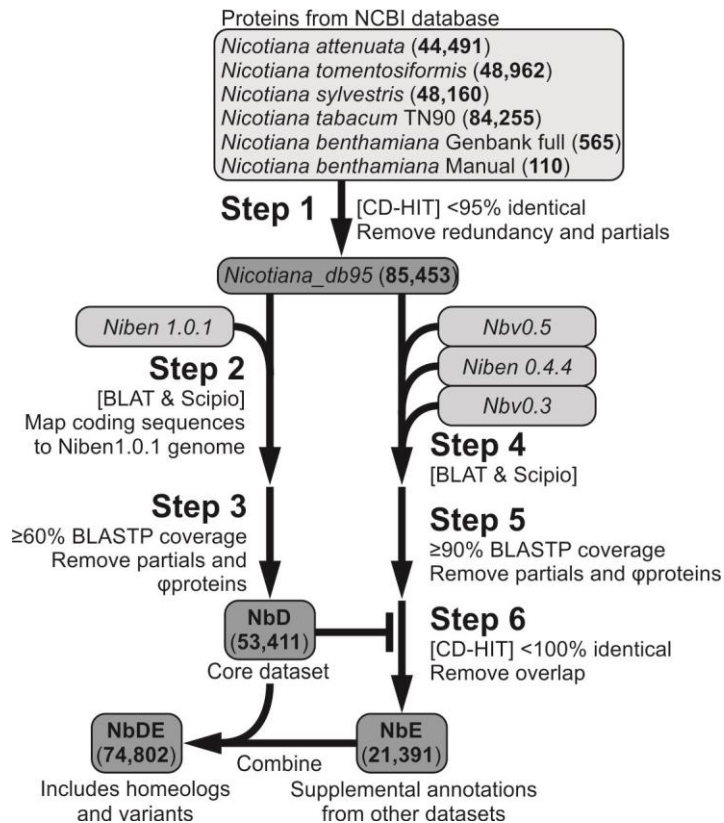 Proteins from NCBI database
Nicotiana attenuata (44,491)
Nicotiana tomentosiformis (48,962)
Nicotiana sylvestris (48,160)
Nicotiana tabacum TN90 (84,255)
Nicotiana benthamiana Genbank full (565)
Nicotiana benthamiana Manual (110)
Step 1
[CD-HIT] <95% identical
Remove redundancy and partials
Nicotiana_db95 (85,453)
Niben 1.0.1
Step 2
[BLAT & Scipio]
Map coding sequences
to Niben1.0.1 genome
Nbv0.5
Niben 0.4.4
Nbv0.3
Step 4
[BLAT & Scipio]
Step 3
≥60% BLASTP coverage
Remove partials and
φproteins
Step 5
≥90% BLASTP coverage
Remove partials and φproteins
NbD
(53,411)
Core dataset
Step 6
[CD-HIT] <100% identical
Remove overlap
NbDE
(74,802)
Includes homeologs
and variants
Combine
NbE
(21,391)
Supplemental annotations
from other datasets